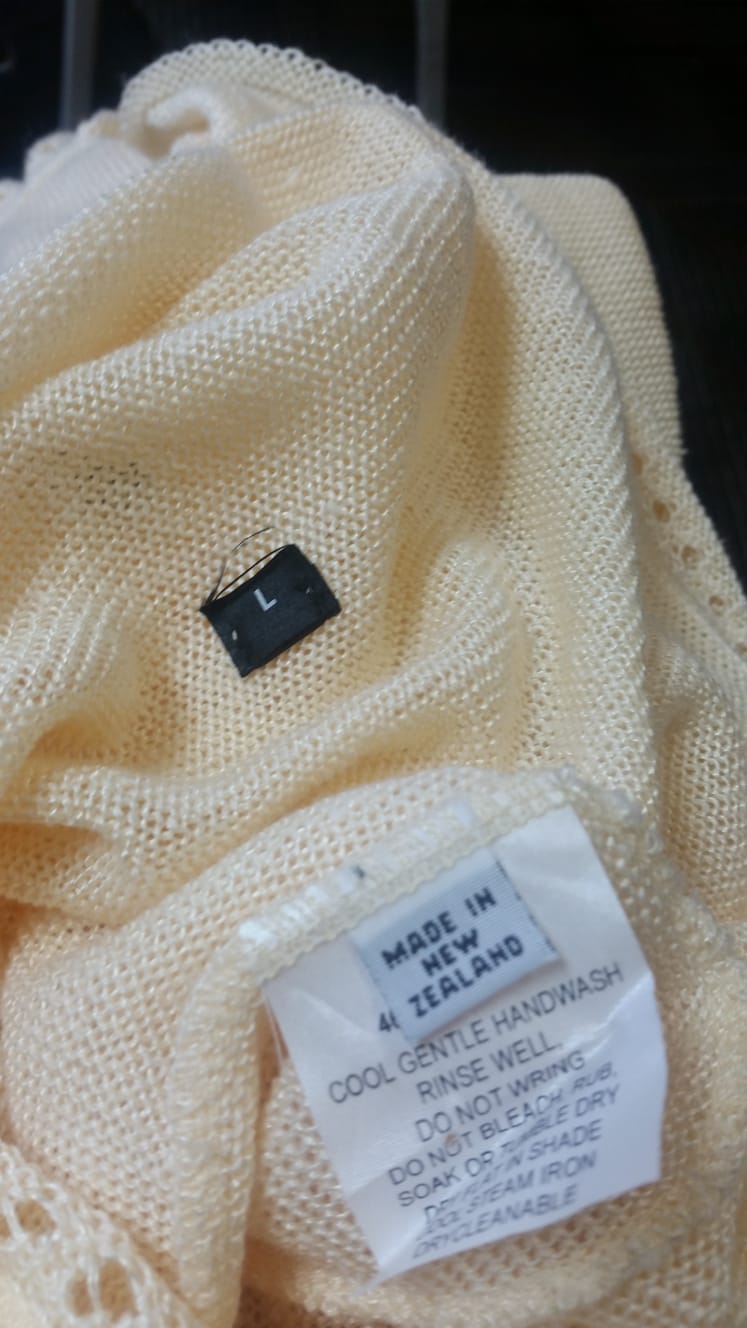 L
MADE IN
NEW
ZEALAND
COOL GENTLE HANDWASH
RINSE WELL,
DO NOT WRING
DO NOT BLEACH, RUB,
SOAK OR TUMBLE DRY
DRY FLAT IN SHADE
COOL STEAM IRON
DRYCLEANABLE